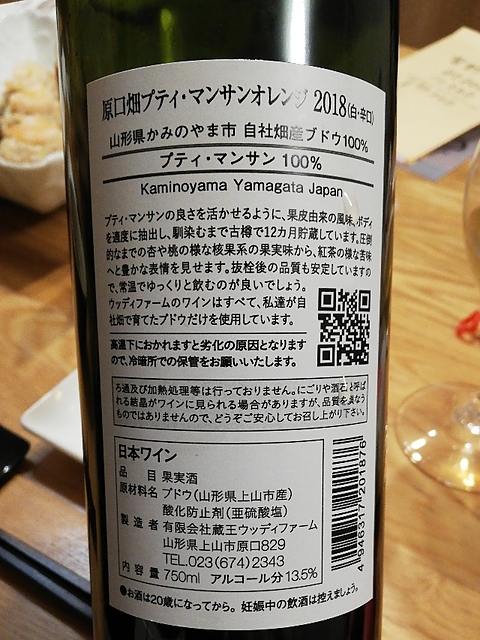 原口畑プティ・マンサンオレンジ 2018(白・辛口)
山形県かみのやま市 自社畑産ブドウ100%
プティ・マンサン 100%
Kaminoyama Yamagata Japan
プティ・マンサンの良さを活かせるように、果皮由来の風味、ボディ
を適度に抽出し、馴染むまで古樽で12カ月貯蔵しています。圧倒
的なまでの杏や桃の様な核果系の果実味から、紅茶の様な苦味
へと豊かな表情を見せます。抜栓後の品質も安定していますの
で、常温でゆっくりと飲むのが良いでしょう。
ウッディファームのワインはすべて、私達が自
社畑で育てたブドウだけを使用しています。
高温下におかれますと劣化の原因となります
ので、冷暗所での保管をお願いいたします。
ろ過及び加熱処理等は行っておりません。にごりや酒石と呼ば
れる結晶がワインに見られる場合がありますが、品質を損なう
ものではありませんので、どうぞご安心してお召し上がり下さい。
日本ワイン
品 目 果実酒
原材料名 ブドウ(山形県上山市産)
酸化防止剤(亜硫酸塩)
製 造 者 有限会社蔵王ウッディファーム
山形県上山市原口829
TEL.023(674)2343
内 容 量 750ml アルコール分 13.5%
4 946317 201876
●お酒は20歳になってから。妊娠中の飲酒は控えましょう。